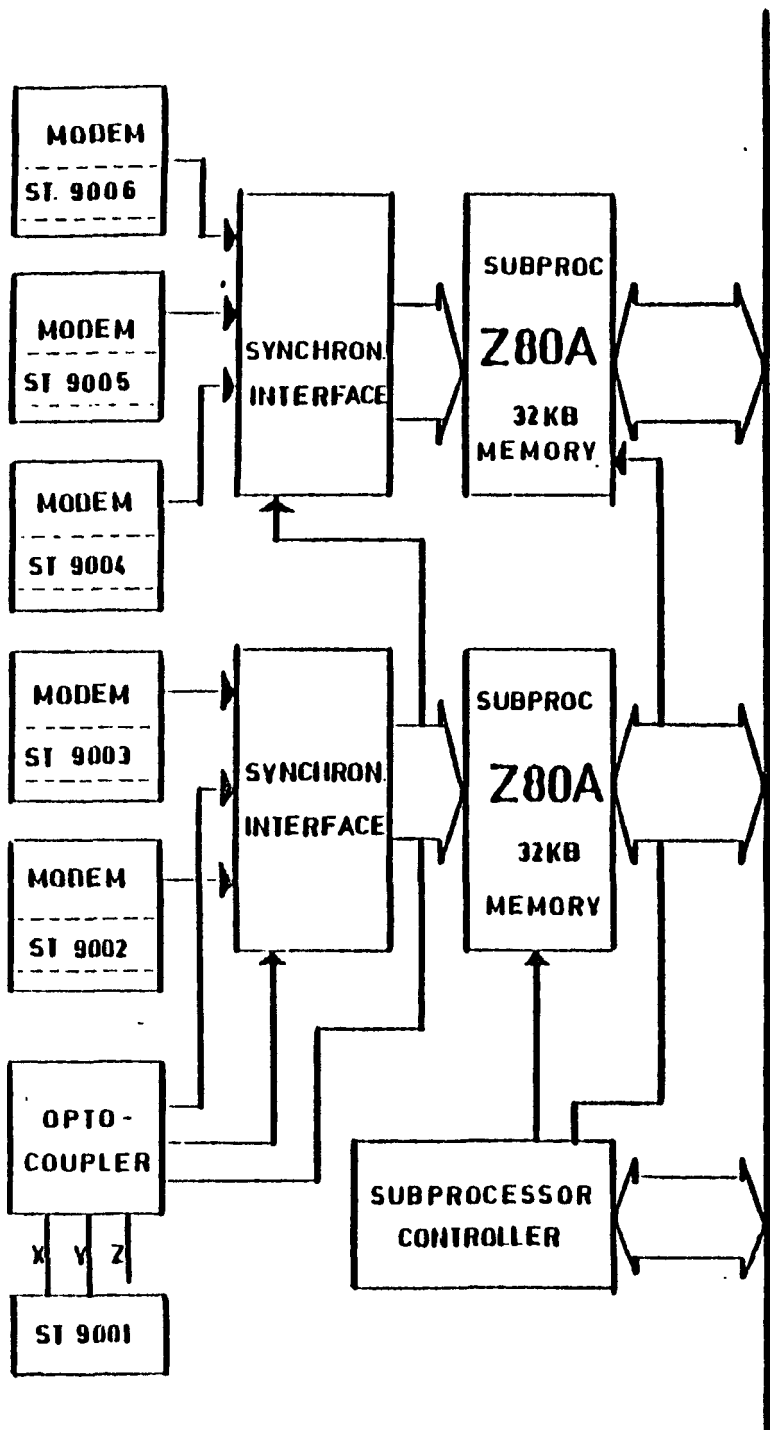 MODEM
ST. 9006
MODEM
ST 9005
MODEM
ST 9004
SYNCHRON.
INTERFACE
SUBPROC
Z80A
32KB
MEMORY
MODEM
ST 9003
MODEM
ST 9002
SYNCHRON.
INTERFACE
SUBPROC
Z80A
32KB
MEMORY
OPTO-
COUPLER
X Y Z
ST 9001
SUBPROCESSOR
CONTROLLER